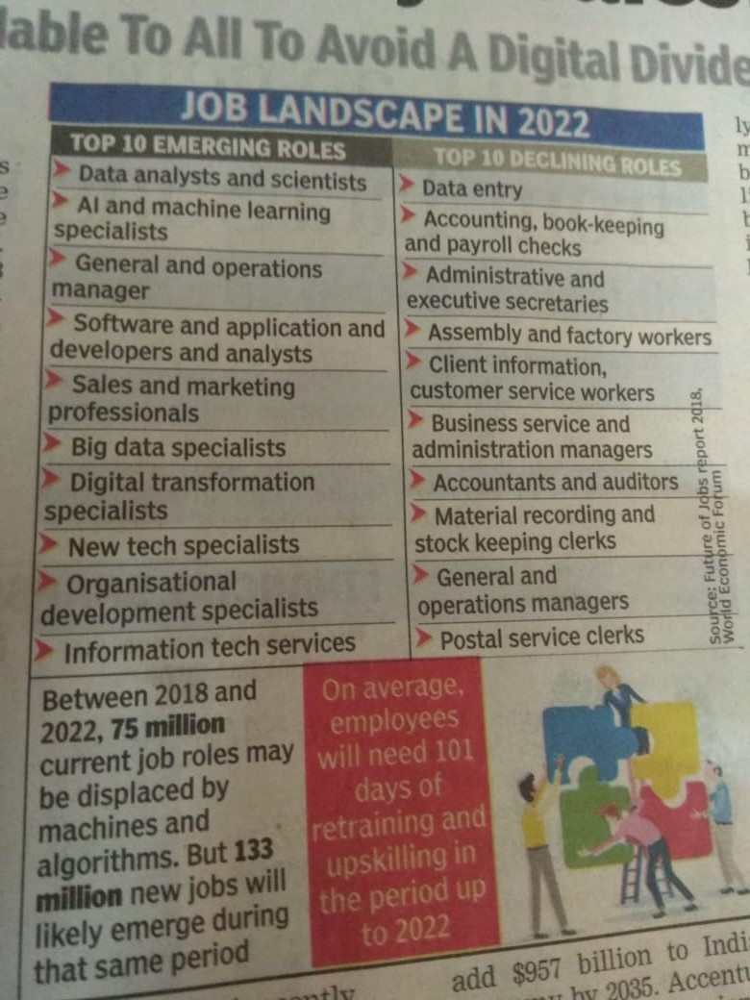 lable To All To Avoid A Digital Divide
JOB LANDSCAPE IN 2022
TOP 10 EMERGING ROLES
Data analysts and scientists
AI and machine learning
specialists
General and operations
manager
Software and application and
developers and analysts
Sales and marketing
professionals
Big data specialists
Digital transformation
specialists
New tech specialists
Organisational
development specialists
Information tech services
TOP 10 DECLINING ROLES
Data entry
Accounting, book-keeping
and payroll checks
Administrative and
executive secretaries
Assembly and factory workers
Client information,
customer service workers
Business service and
administration managers
Accountants and auditors
Material recording and
stock keeping clerks
General and
operations managers
Postal service clerks
Source: Future of Jobs report 2018,
World Economic Forum
Between 2018 and
2022, 75 million
current job roles may
be displaced by
machines and
algorithms. But 133
million new jobs will
likely emerge during
that same period
On average,
employees
will need 101
days of
retraining and
upskilling in
the period up
to 2022
add $957 billion to Indi
by 2035. Accent